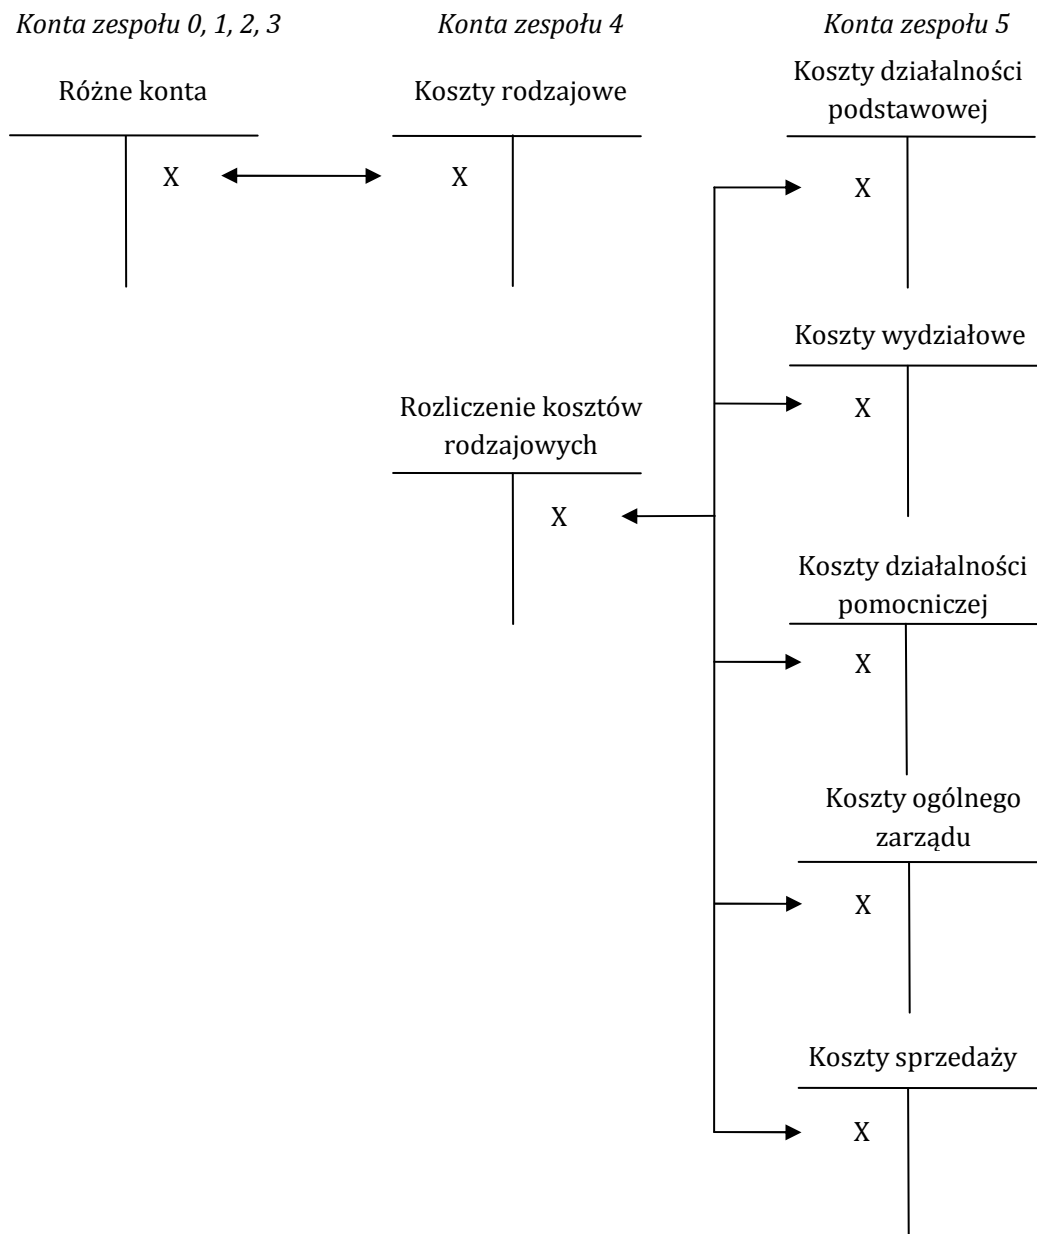 Konta zespołu 0, 1, 2, 3
Konta zespołu 4
Konta zespołu 5
Różne konta
Koszty rodzajowe
Koszty działalności
podstawowej
X
X
X
Koszty wydziałowe
X
Rozliczenie kosztów
rodzajowych
X
Koszty działalności
pomocniczej
X
Koszty ogólnego
zarządu
X
Koszty sprzedaży
X